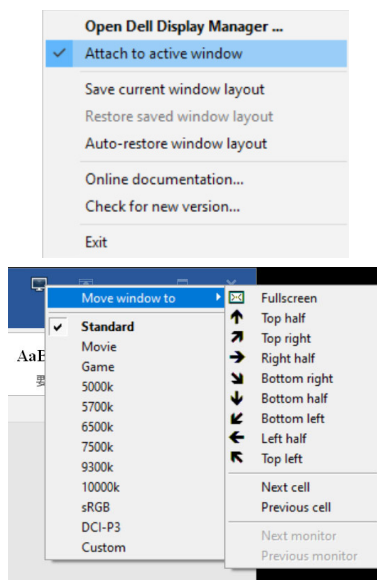 Open Dell Display Manager ...
Attach to active window
Save current window layout
Restore saved window layout
Auto-restore window layout
Online documentation...
Check for new version...
Exit
Move window to
Fullscreen
Standard
Top half
Movie
Top right
Game
Right half
5000k
Bottom right
5700k
Bottom half
6500k
Bottom left
7500k
Left half
9300k
Top left
10000k
Next cell
sRGB
Previous cell
DCI-P3
Next monitor
Custom
Previous monitor